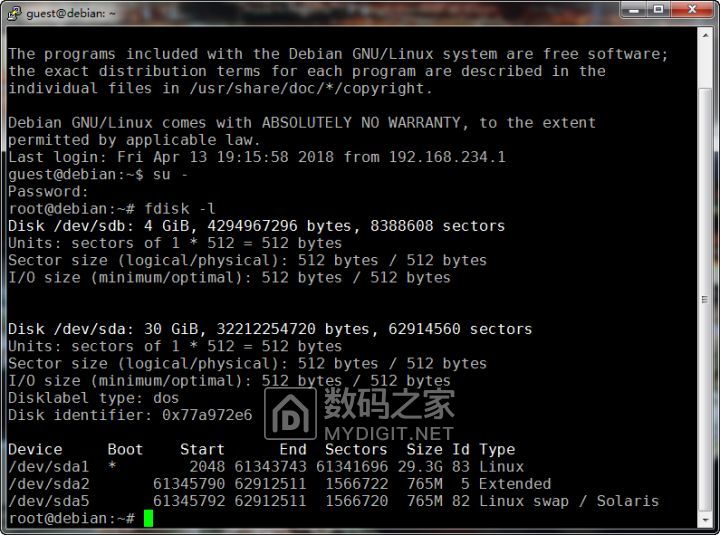 guest@debian: ~
The programs included with the Debian GNU/Linux system are free software;
the exact distribution terms for each program are described in the
individual files in /usr/share/doc/*/copyright.
Debian GNU/Linux comes with ABSOLUTELY NO WARRANTY, to the extent
permitted by applicable law.
Last login: Fri Apr 13 19:15:58 2018 from 192.168.234.1
guest@debian:~$ su -
Password:
root@debian:~# fdisk -l
Disk /dev/sdb: 4 GiB, 4294967296 bytes, 8388608 sectors
Units: sectors of 1 * 512 = 512 bytes
Sector size (logical/physical): 512 bytes / 512 bytes
I/O size (minimum/optimal): 512 bytes / 512 bytes
Disk /dev/sda: 30 GiB, 32212254720 bytes, 62914560 sectors
Units: sectors of 1 * 512 = 512 bytes
Sector size (logical/physical): 512 bytes / 512 bytes
I/O size (minimum/optimal): 512 bytes / 512 bytes
Disklabel type: dos
Disk identifier: 0x77a972e6
数码之家
MYDIGIT.NET
Device Boot Start End Sectors Size Id Type
/dev/sda1 * 2048 61343743 61341696 29.3G 83 Linux
/dev/sda2 61345790 62912511 1566722 765M 5 Extended
/dev/sda5 61345792 62912511 1566720 765M 82 Linux swap / Solaris
root@debian:~#